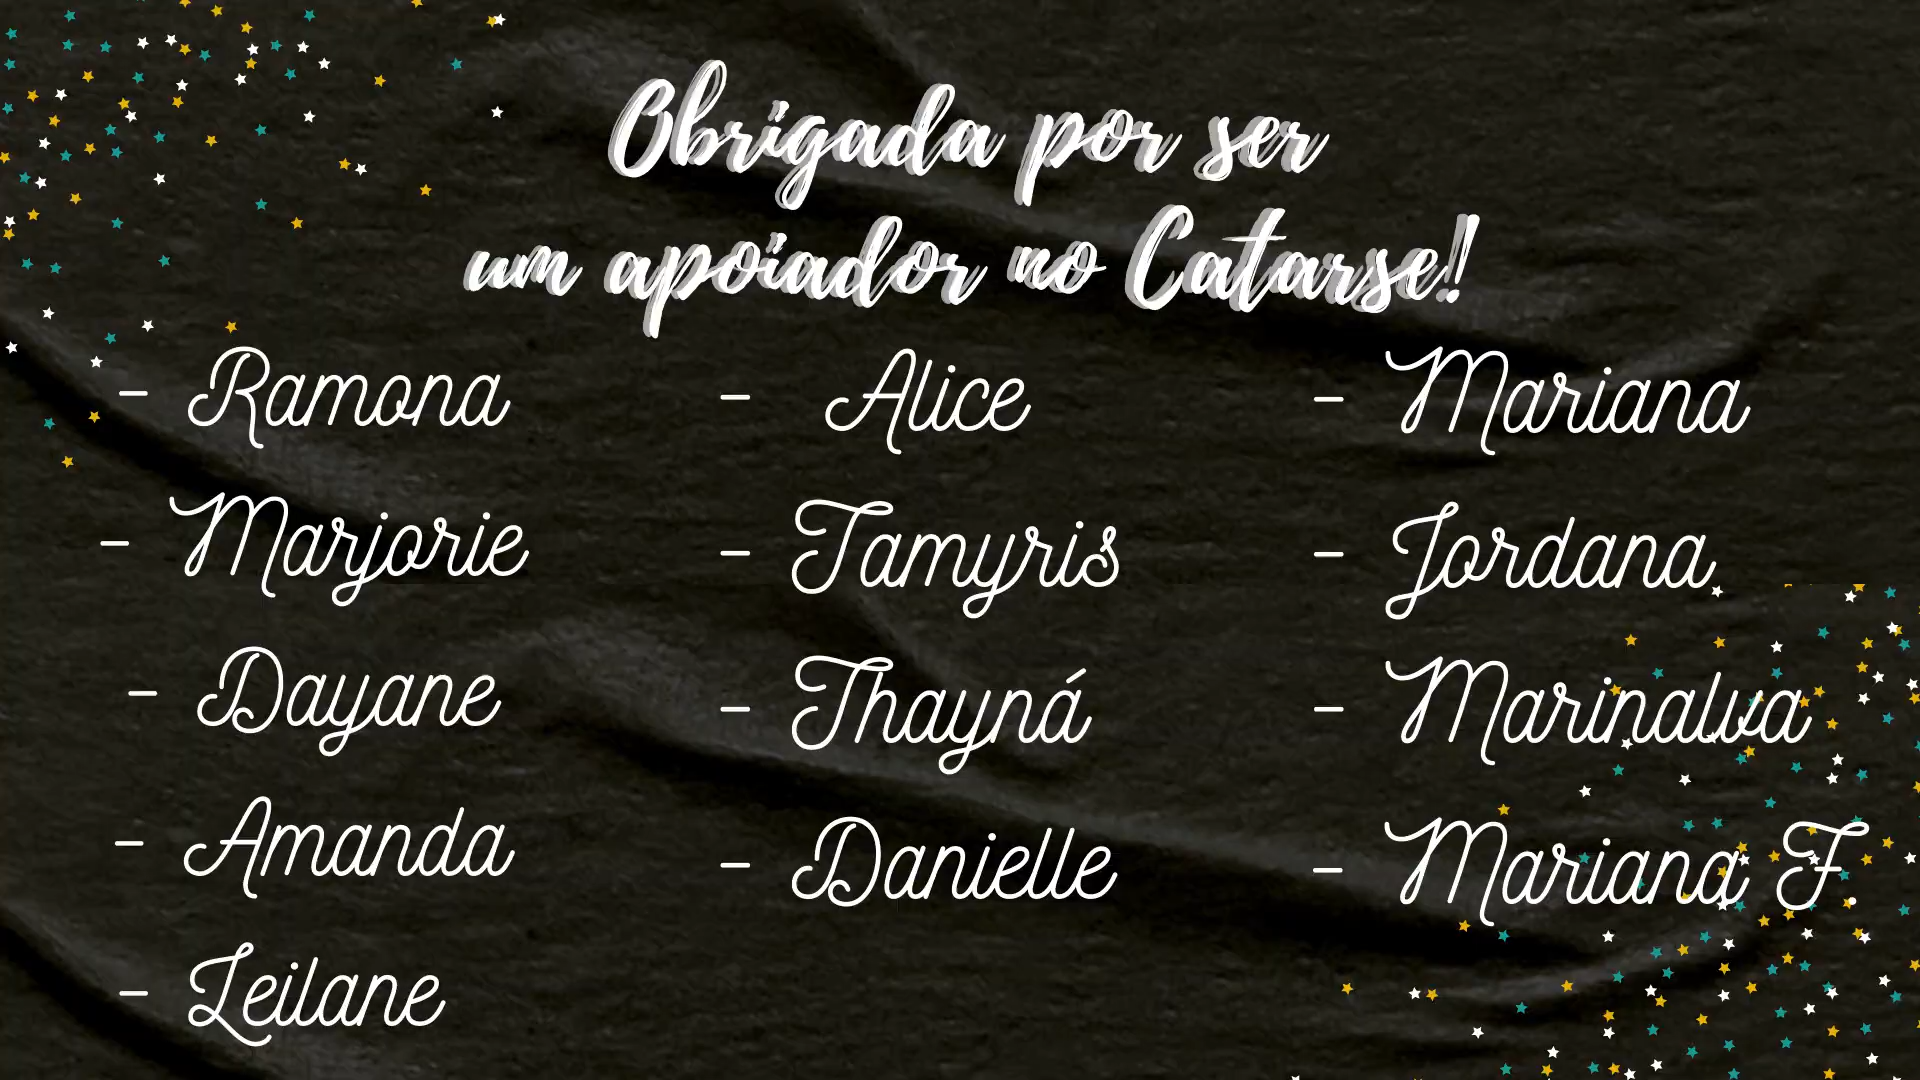 Obrigada por ser
um apoiador no Catarse!
- Ramona
- Marjorie
- Dayane
- Amanda
- Leilane
- Alice
- Tamyris
- Thayná
- Danielle
- Mariana
- Jordana
- Marinalva
- Mariana F.